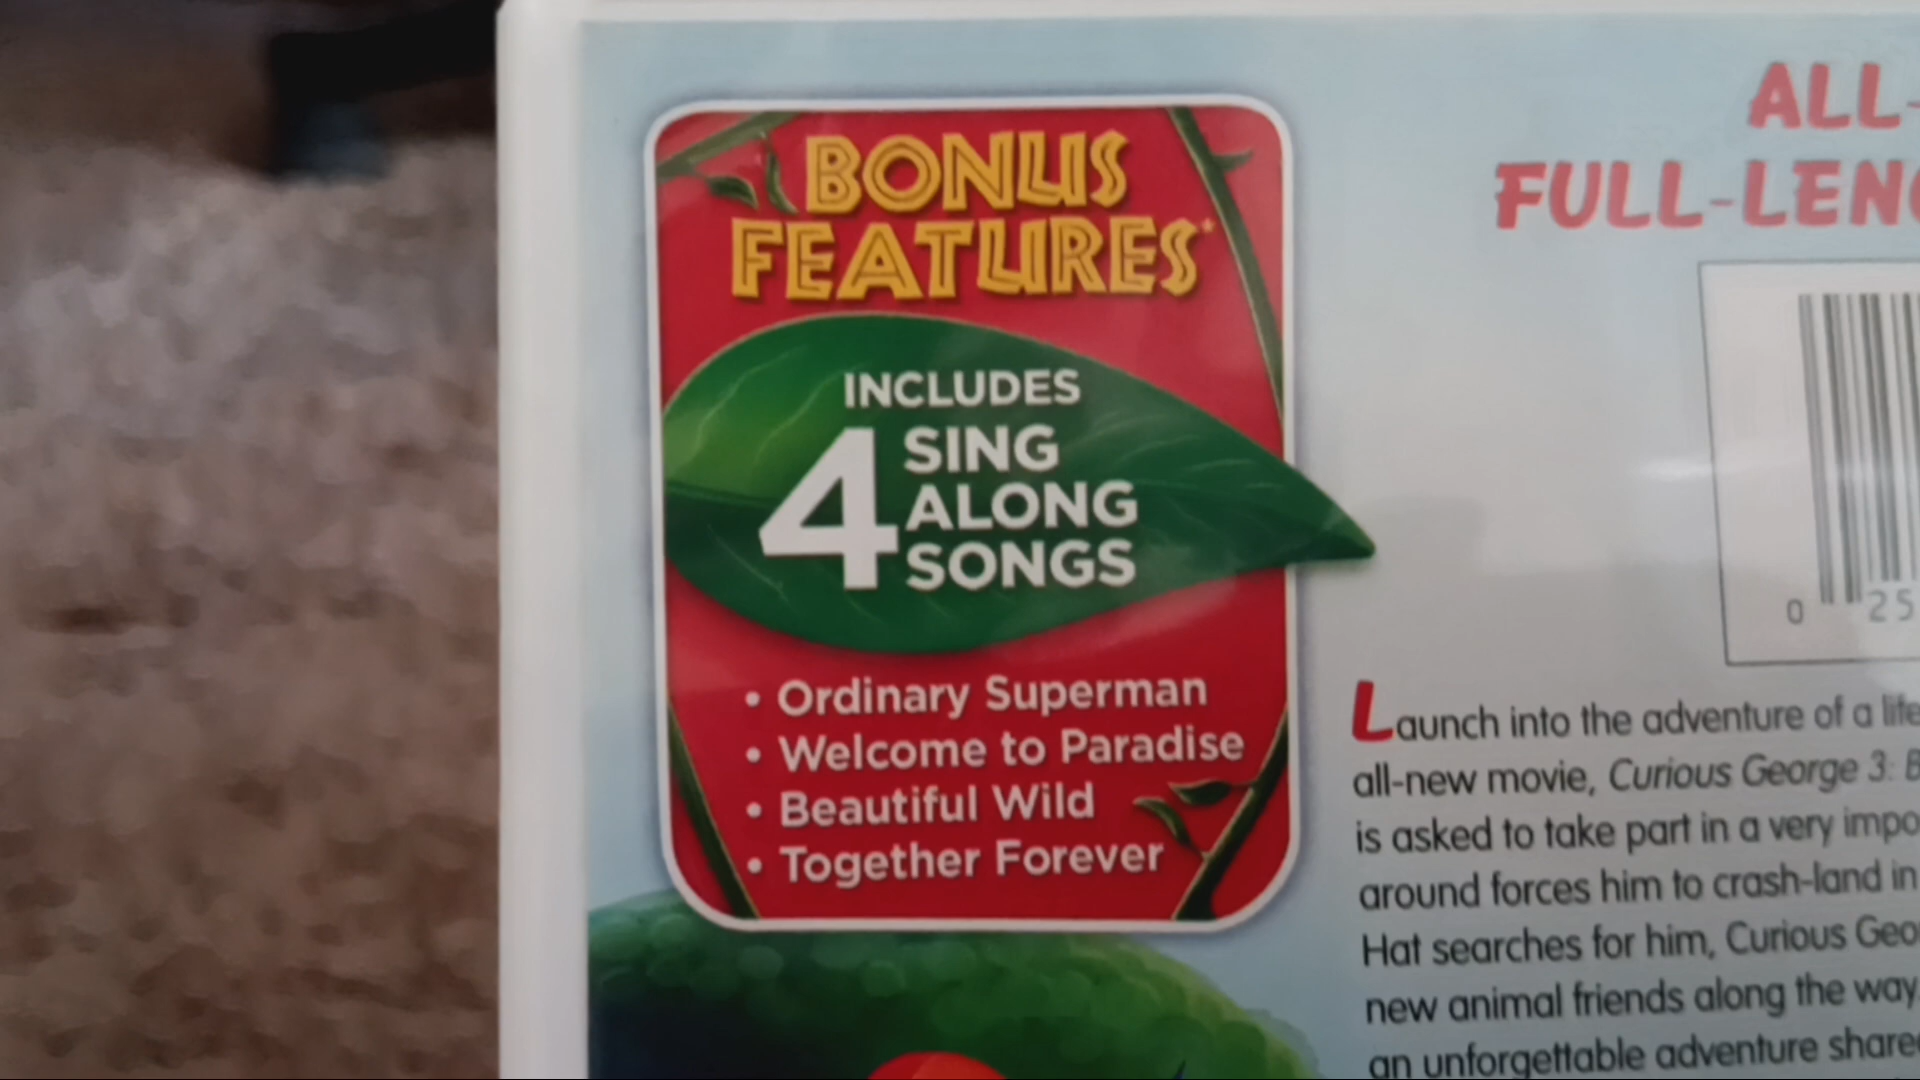 BONUS
FEATURES*
INCLUDES
4 SING
ALONG
SONGS
• Ordinary Superman
• Welcome to Paradise
• Beautiful Wild
• Together Forever
ALL-
FULL-LENG
0 25
Launch into the adventure of a life
all-new movie, Curious George 3: B
is asked to take part in a very impo
around forces him to crash-land in
Hat searches for him, Curious Geo
new animal friends along the way
an unforgettable adventure share